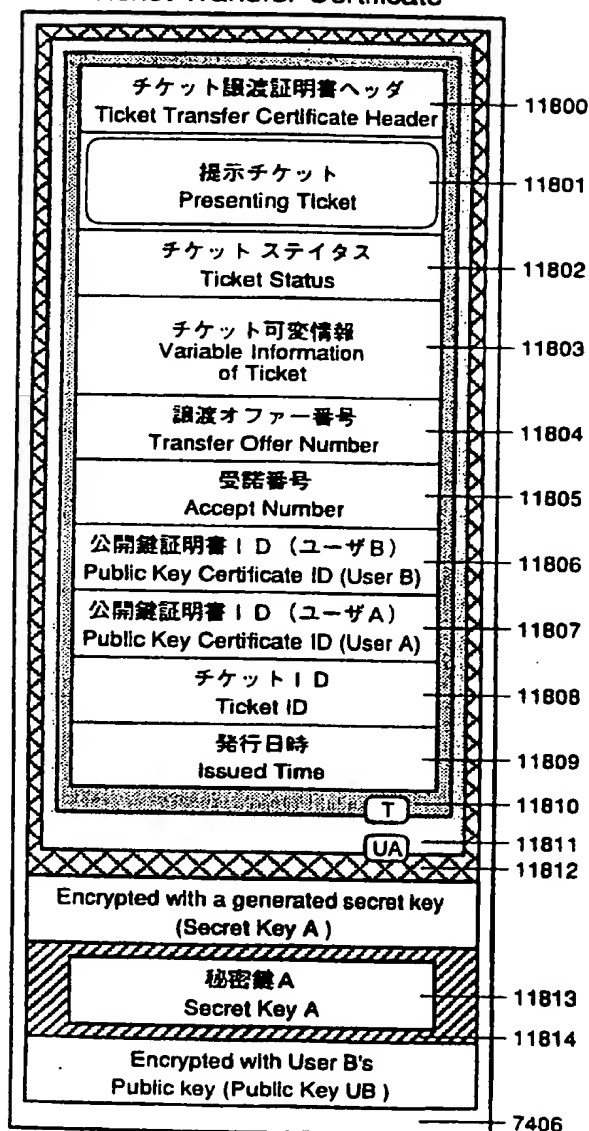 Ticket Transfer Certificate
チケット譲渡証明書ヘッダ
Ticket Transfer Certificate Header
11800
提示チケット
Presenting Ticket
11801
チケット ステイタス
Ticket Status
11802
チケット可変情報
Variable Information
of Ticket
11803
譲渡オファー番号
Transfer Offer Number
11804
受諾番号
Accept Number
11805
公開鍵証明書ID(ユーザB)
Public Key Certificate ID (User B)
11806
公開鍵証明書ID(ユーザA)
Public Key Certificate ID (User A)
11807
チケットID
Ticket ID
11808
発行日時
Issued Time
11809
T
11810
UA
11811
11812
Encrypted with a generated secret key
(Secret Key A )
秘密鍵A
Secret Key A
11813
11814
Encrypted with User B's
Public key (Public Key UB )
7406